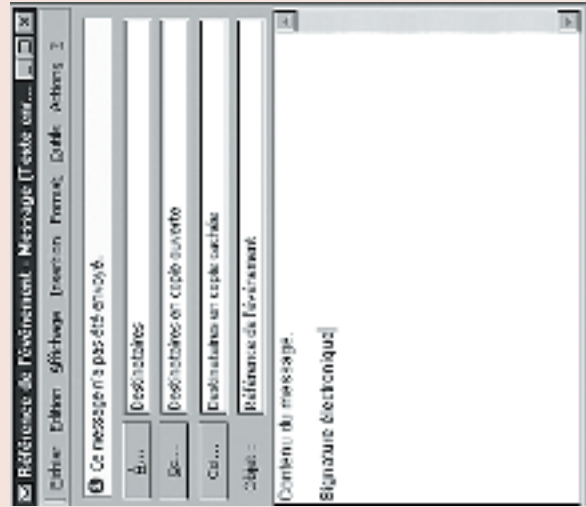 Référence de l'événement - Message (Texte enr...
Fichier Edition Affichage Insertion Format Outils Actions ?
Ce message n'a pas été envoyé.
À... Destinataires
Cc... Destinataires en copie ouverte
Cci... Destinataires en copie cachée
Objet : Référence de l'événement
Contenu du message.
Signature électronique